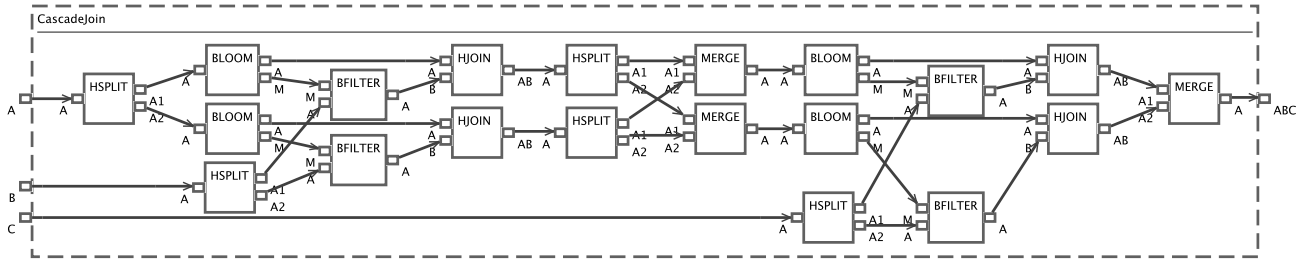 CascadeJoin
BLOOM HJOIN HSPLIT MERGE BLOOM HJOIN
HSPLIT BFILTER BFILTER MERGE
A A A A B AB A A1 A1 A A A A B AB
A A A1 M M A A2 A2 M M A A1 A ABC
A2 A A A2
BLOOM HJOIN HSPLIT MERGE BLOOM HJOIN
A A A AB A A1 A1 A A A AB
M BFILTER B A2 A2 M B
M
HSPLIT A A
B A A1
A2
C HSPLIT BFILTER
A A1 M A
A2 A